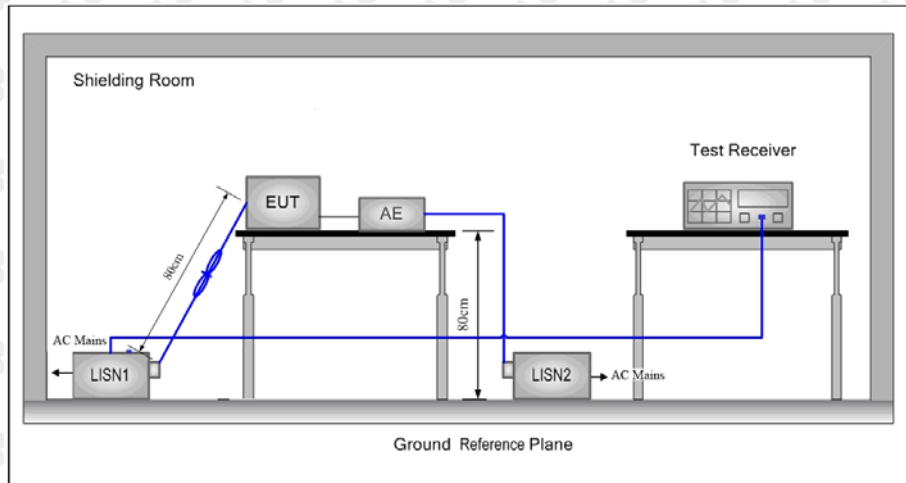 Shielding Room
Test Receiver
EUT
AE
80cm
80cm
AC Mains
LISN1
LISN2
AC Mains
Ground Reference Plane